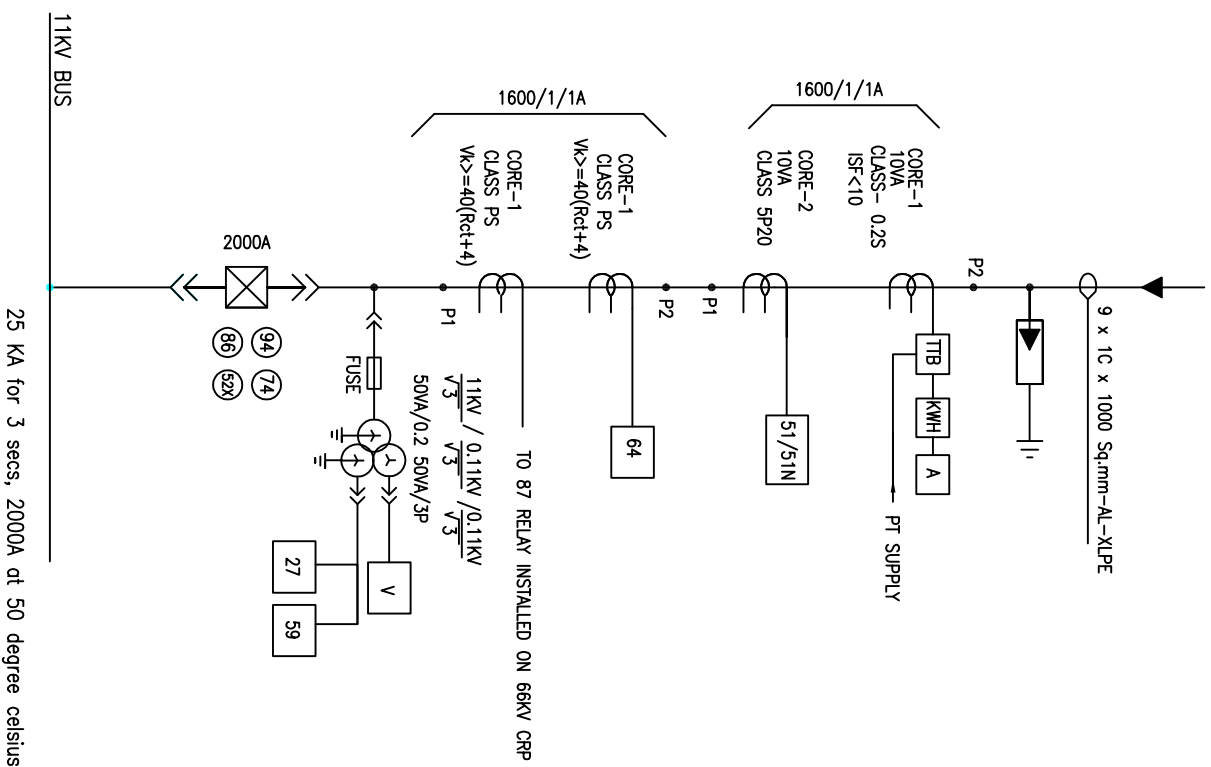 11KV BUS
1600/1/1A
CORE-1
CLASS PS
Vk>=40(Rct+4)
CORE-1
CLASS PS
Vk>=40(Rct+4)
1600/1/1A
CORE-2
10VA
CLASS 5P20
CORE-1
10VA
CLASS- 0.2S
ISF<10
2000A
P1
P2
P1
P2
9 x 1C x 1000 Sq.mm-AL-XLPE
86
94
52X
74
FUSE
11KV / 0.11KV /0.11KV
√3 √3 √3
50VA/0.2 50VA/3P
TO 87 RELAY INSTALLED ON 66KV CRP
64
51/51N
TTB
KWH
A
PT SUPPLY
V
27
59
25 KA for 3 secs, 2000A at 50 degree celsius